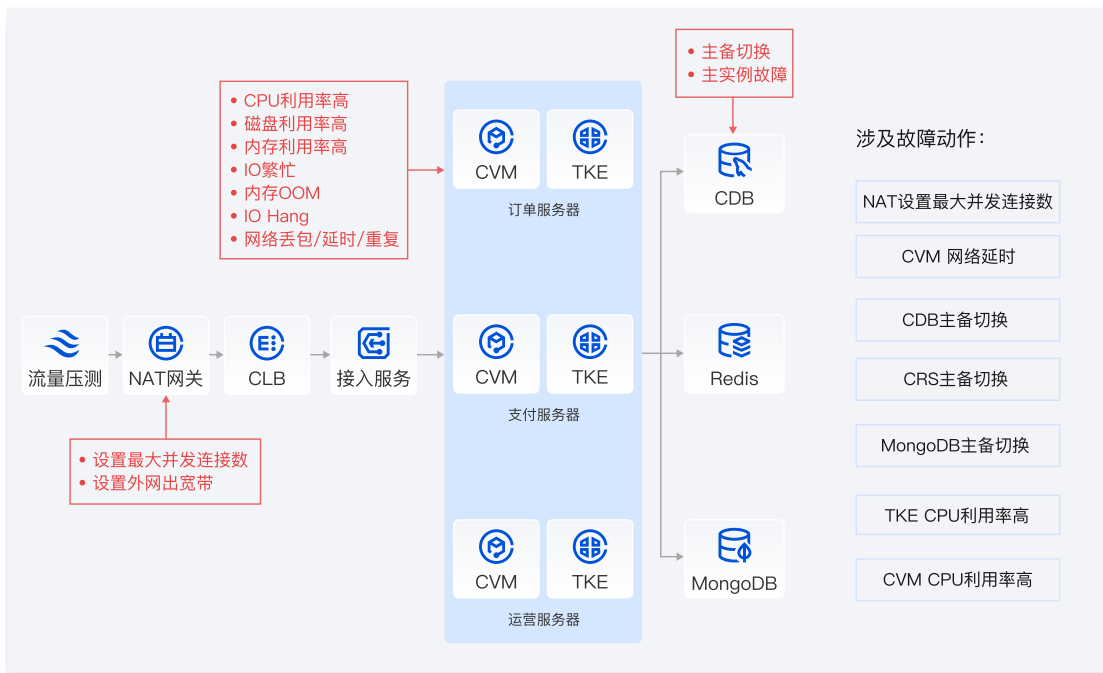 主备切换
主实例故障
CPU利用率高
磁盘利用率高
内存利用率高
IO繁忙
内存OOM
IO Hang
网络丢包/延时/重复
CVM
TKE
订单服务器
CDB
流量压测
NAT网关
CLB
接入服务
CVM
TKE
支付服务器
Redis
设置最大并发连接数
设置外网出宽带
CVM
TKE
运营服务器
MongoDB
涉及故障动作：
NAT设置最大并发连接数
CVM 网络延时
CDB主备切换
CRS主备切换
MongoDB主备切换
TKE CPU利用率高
CVM CPU利用率高